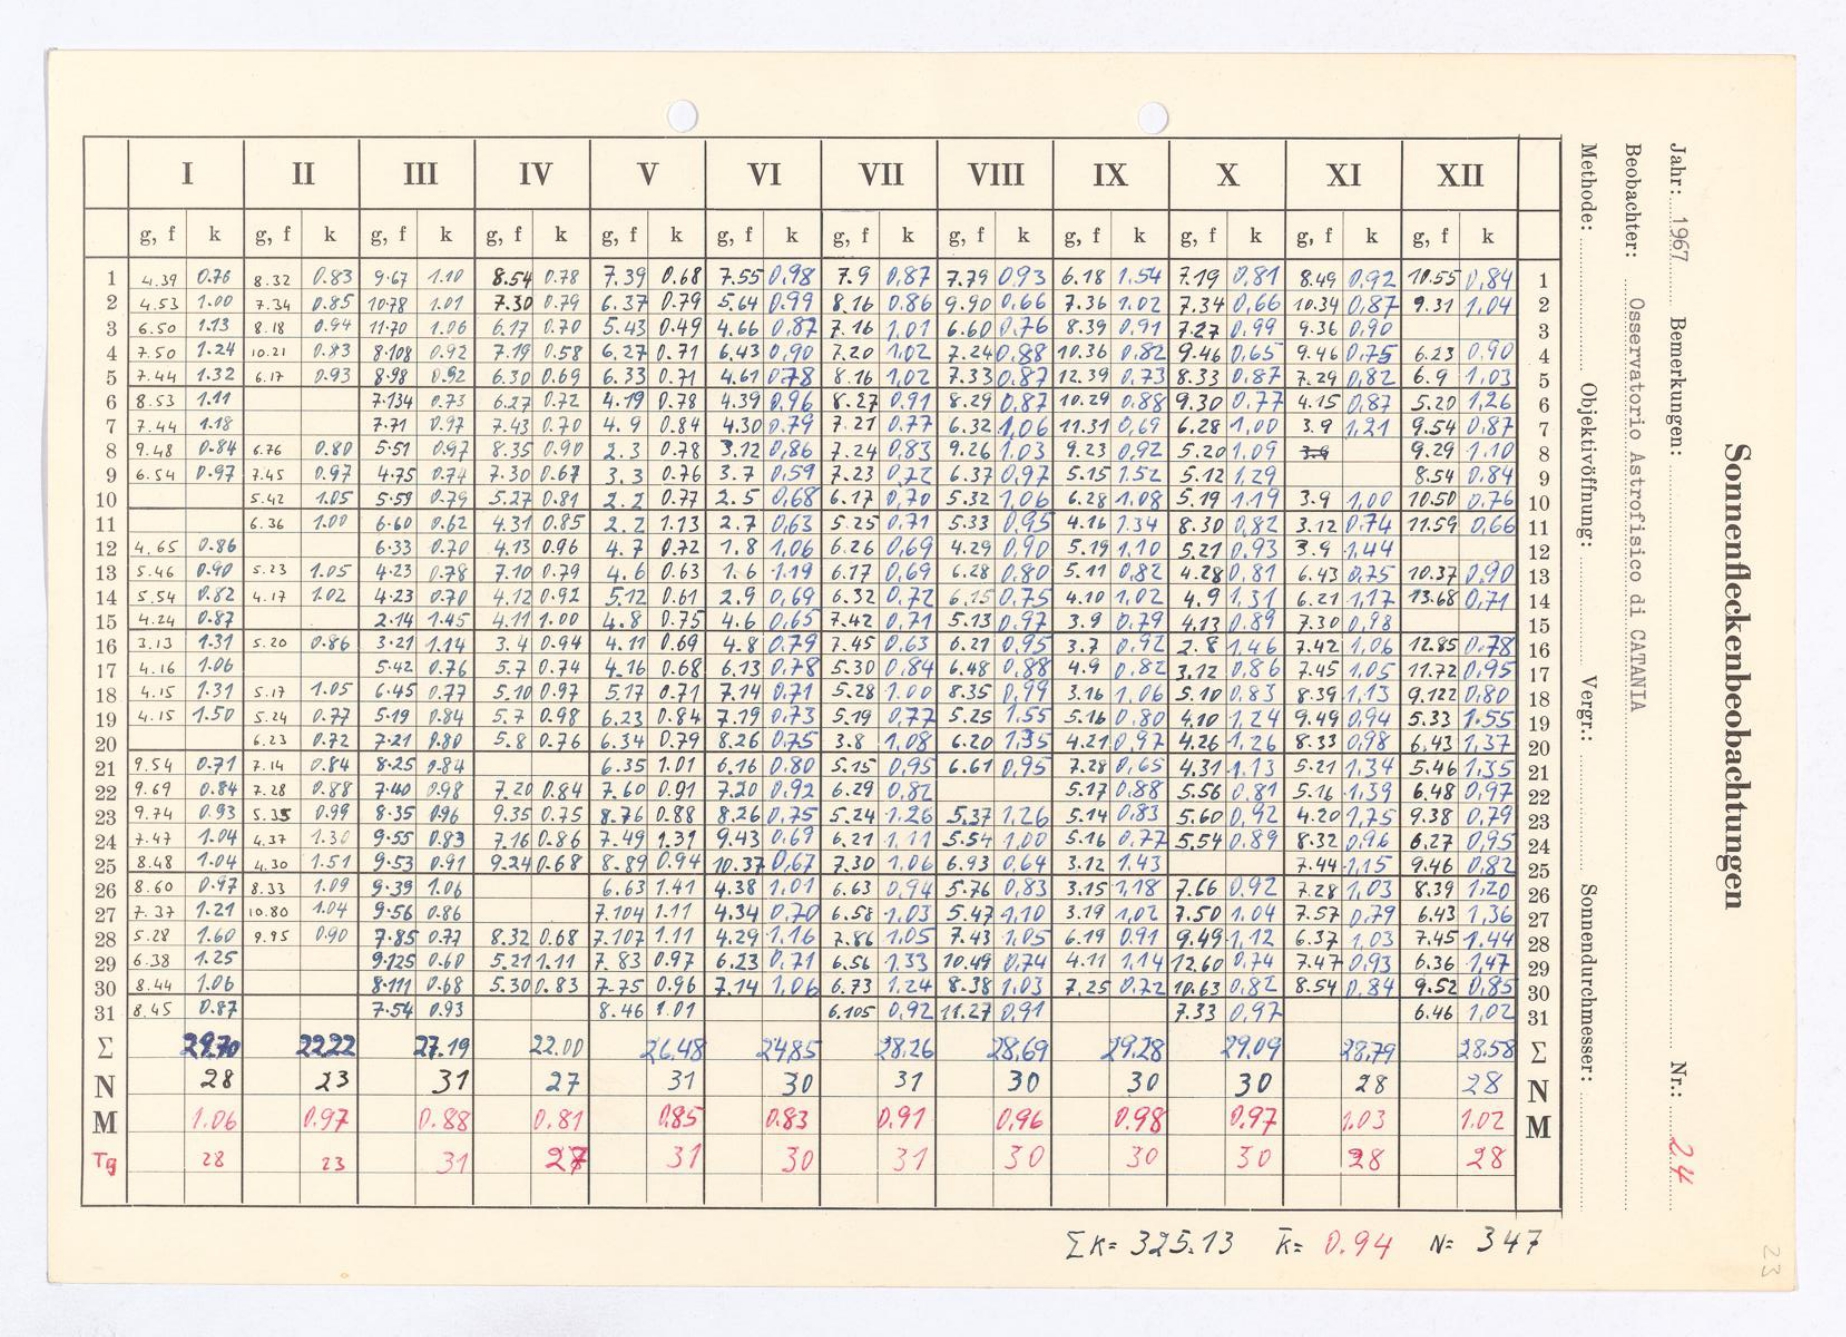 I II III IV V VI VII VIII IX X XI XII
g, f k g, f k g, f k g, f k g, f k g, f k g, f k g, f k g, f k g, f k g, f k g, f k
1 4.39 0.76 8.32 0.83 9.67 1.10 8.54 0.78 7.39 0.68 7.55 0,98 7.9 0,87 7.79 0,93 6.18 1,54 7.19 0,81 8.49 0,92 10.55 0,84 1
2 4.53 1.00 7.34 0.85 10.78 1.01 7.30 0.79 6.37 0.79 5.64 0.99 8.16 0,86 9.90 0,66 7.36 1.02 7.34 0,66 10.34 0,87 9.31 1,04 2
3 6.50 1.13 8.18 0.94 11.70 1.06 6.17 0.70 5.43 0.49 4.66 0,87 7.16 1,01 6.60 0,76 8.39 0,91 7.27 0,99 9.36 0,90 3
4 7.50 1.24 10.21 0.83 8.108 0.92 7.19 0.58 6.27 0.71 6.43 0,90 7.20 1,02 7.24 0,88 10.36 0,82 9.46 0,65 9.46 0,75 6.23 0,90 4
5 7.44 1.32 6.17 0.93 8.98 0.92 6.30 0.69 6.33 0.71 4.61 0,78 8.16 1,02 7.33 0,87 12.39 0,73 8.33 0,87 7.29 0,82 6.9 1,03 5
6 8.53 1.11 7.134 0.73 6.27 0.72 4.19 0.78 4.39 0,96 8.27 0,91 8.29 0,87 10.29 0,88 9.30 0,77 4.15 0,87 5.20 1,26 6
7 7.44 1.18 7.71 0.97 7.43 0.70 4.9 0.84 4.30 0,79 7.21 0,77 6.32 1,06 11.31 0,69 6.28 1,00 3.9 1,21 9.54 0,87 7
8 9.48 0.84 6.76 0.80 5.51 0.97 8.35 0.90 2.3 0.78 3.12 0,86 7.24 0,83 9.26 1.03 9.23 0,92 5.20 1,09 3.9 9.29 1.10 8
9 6.54 0.97 7.45 0.97 4.75 0.74 7.30 0.67 3.3 0.76 3.7 0,59 7.23 0,72 6.37 0,97 5.15 1.52 5.12 1,29 8.54 0,84 9
10 5.42 1.05 5.59 0.79 5.27 0.81 2.2 0.77 2.5 0,68 6.17 0,70 5.32 1,06 6.28 1,08 5.19 1,19 3.9 1,00 10.50 0,76 10
11 6.36 1.00 6.60 0.62 4.31 0.85 2.2 1.13 2.7 0,63 5.25 0,71 5.33 0,95 4.16 1.34 8.30 0,82 3.12 0,74 11.59 0,66 11
12 4.65 0.86 6.33 0.70 4.13 0.96 4.7 0.72 1.8 1,06 6.26 0,69 4.29 0,90 5.19 1,10 5.21 0,93 3.9 1,44 12
13 5.46 0.90 5.23 1.05 4.23 0.78 7.10 0.79 4.6 0.63 1.6 1.19 6.17 0,69 6.28 0,80 5.11 0,82 4.28 0,81 6.43 0,75 10.37 0,90 13
14 5.54 0.82 4.17 1.02 4.23 0.70 4.12 0.92 5.12 0.61 2.9 0,69 6.32 0,72 6.15 0,75 4.10 1,02 4.9 1,31 6.21 1,17 13.68 0,71 14
15 4.24 0.87 2.14 1.45 4.11 1.00 4.8 0.75 4.6 0,65 7.42 0,71 5.13 0,97 3.9 0,79 4.13 0,89 7.30 0,98 15
16 3.13 1.31 5.20 0.86 3.21 1.14 3.4 0.94 4.11 0.69 4.8 0,79 7.45 0,63 6.21 0,95 3.7 0,92 2.8 1,46 7.42 1,06 12.85 0,78 16
17 4.16 1.06 5.42 0.76 5.7 0.74 4.16 0.68 6.13 0,78 5.30 0,84 6.48 0,88 4.9 0,82 3.12 0,86 7.45 1,05 11.72 0,95 17
18 4.15 1.31 5.17 1.05 6.45 0.77 5.10 0.97 5.17 0.71 7.14 0,71 5.28 1.00 8.35 0,99 3.16 1,06 5.10 0,83 8.39 1,13 9.122 0,80 18
19 4.15 1.50 5.24 0.77 5.19 0.84 5.7 0.98 6.23 0.84 7.19 0,73 5.19 0,77 5.25 1,55 5.16 0,80 4.10 1,24 9.49 0,94 5.33 1.55 19
20 6.23 0.72 7.21 0.80 5.8 0.76 6.34 0.79 8.26 0,75 3.8 1,08 6.20 1,35 4.21 0,97 4.26 1,26 8.33 0,98 6.43 1,37 20
21 9.54 0.71 7.14 0.84 8.25 0.84 6.35 1.01 6.16 0,80 5.15 0,95 6.61 0,95 7.28 0,65 4.31 1.13 5.21 1,34 5.46 1,35 21
22 9.69 0.84 7.28 0.88 7.40 0.98 7.20 0.84 7.60 0.91 7.20 0,92 6.29 0,82 5.17 0,88 5.56 0,81 5.16 1,39 6.48 0,97 22
23 9.74 0.93 5.35 0.99 8.35 0.96 9.35 0.75 8.76 0.88 8.26 0,75 5.24 1,26 5.37 1,26 5.14 0,83 5.60 0,92 4.20 1,75 9.38 0,79 23
24 7.47 1.04 4.37 1.30 9.55 0.83 7.16 0.86 7.49 1.31 9.43 0,69 6.21 1,11 5.54 1,00 5.16 0,77 5.54 0,89 8.32 0,96 6.27 0,95 24
25 8.48 1.04 4.30 1.51 9.53 0.91 9.24 0.68 8.89 0.94 10.37 0,67 7.30 1,06 6.93 0,64 3.12 1.43 7.44 1,15 9.46 0,82 25
26 8.60 0.97 8.33 1.09 9.39 1.06 6.63 1.41 4.38 1,01 6.63 0,94 5.76 0,83 3.15 1,18 7.66 0,92 7.28 1,03 8.39 1.20 26
27 7.37 1.21 10.80 1.04 9.56 0.86 7.104 1.11 4.34 0,70 6.58 1,03 5.47 1,10 3.19 1,02 7.50 1,04 7.57 0,79 6.43 1,36 27
28 5.28 1.60 9.95 0.90 7.85 0.77 8.32 0.68 7.107 1.11 4.29 1.16 7.86 1,05 7.43 1,05 6.19 0,91 9.49 1,12 6.37 1,03 7.45 1,44 28
29 6.38 1.25 9.125 0.60 5.21 1.11 7.83 0.97 6.23 0,71 6.56 1,33 10.49 0,74 4.11 1,14 12.60 0,74 7.47 0,93 6.36 1,47 29
30 8.44 1.06 8.111 0.68 5.30 0.83 7.75 0.96 7.14 1,06 6.73 1,24 8.38 1,03 7.25 0,72 10.63 0,82 8.54 0,84 9.52 0,85 30
31 8.45 0.87 7.54 0.93 8.46 1.01 6.105 0,92 11.27 0,91 7.33 0,97 6.46 1,02 31
Σ 29.70 22.22 27.19 22.00 26.48 24,85 28,26 28,69 29,28 29,09 28,79 28.58 Σ
N 28 23 31 27 31 30 31 30 30 30 28 28 N
M 1.06 0.97 0.88 0.81 0.85 0.83 0.91 0.96 0.98 0.97 1.03 1.02 M
Tg 28 23 31 27 31 30 31 30 30 30 28 28
Σk= 325.13 k̄= 0.94 N= 347
Sonnenfleckenbeobachtungen
Jahr: 1967 Bemerkungen: Nr.: 24
Beobachter: Osservatorio Astrofisico di CATANIA
Methode: Objektivöffnung: Vergr.: Sonnendurchmesser:
23